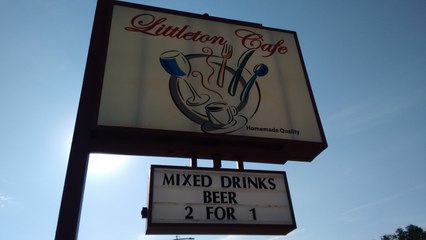 Littleton Cafe
Homemade Quality
MIXED DRINKS
BEER
2 FOR 1